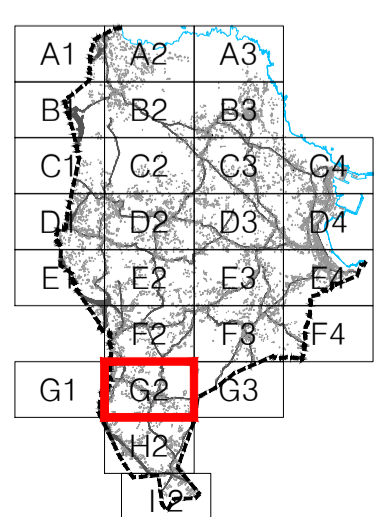 A1 A2 A3
B1 B2 B3
C1 C2 C3 C4
D1 D2 D3 D4
E1 E2 E3 E4
F2 F3 F4
G1 G2 G3
H2
I2